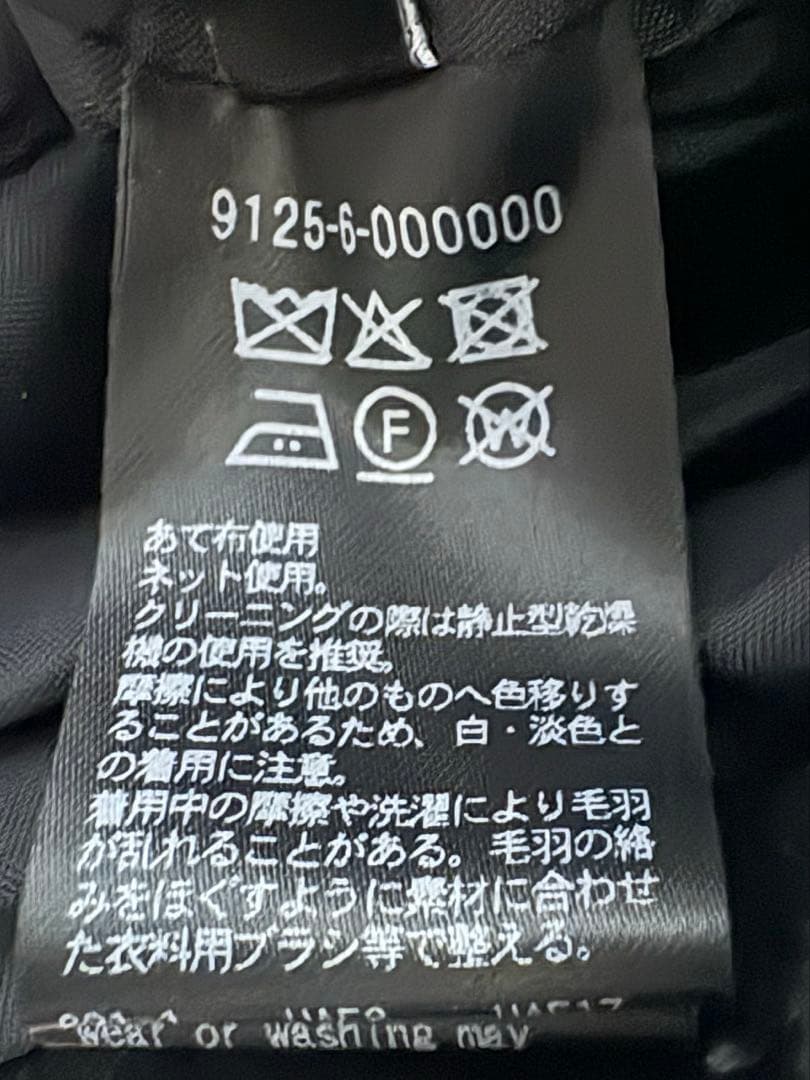 9125-6-000000
F
W
あて布使用
ネット使用。
クリーニングの際は静止型乾燥
機の使用を推奨。
摩擦により他のものへ色移りす
ることがあるため、白・淡色と
の着用に注意。
着用中の摩擦や洗濯により毛羽
が乱れることがある。毛羽の絡
みをほぐすように素材に合わせ
た衣料用ブラシ等で整える。
wear or washing may